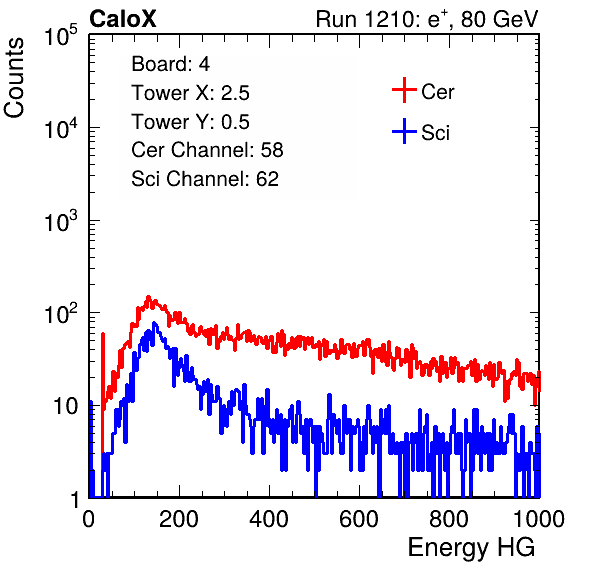 CaloX Run 1210: e⁺, 80 GeV
Counts
10⁵
10⁴
10³
10²
10
1
Board: 4
Tower X: 2.5
Tower Y: 0.5
Cer Channel: 58
Sci Channel: 62
Cer
Sci
0 200 400 600 800 1000
Energy HG